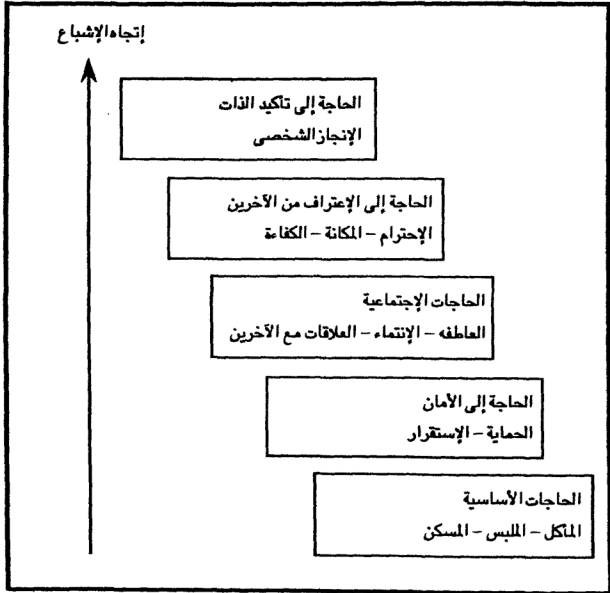 إتجاه الإشباع
الحاجة إلى تأكيد الذات
الإنجاز الشخصى
الحاجة إلى الإعتراف من الآخرين
الإحترام – المكانة – الكفاءة
الحاجات الإجتماعية
العاطفه – الإنتماء – العلاقات مع الآخرين
الحاجة إلى الأمان
الحماية – الإستقرار
الحاجات الأساسية
المأكل – الملبس – المسكن